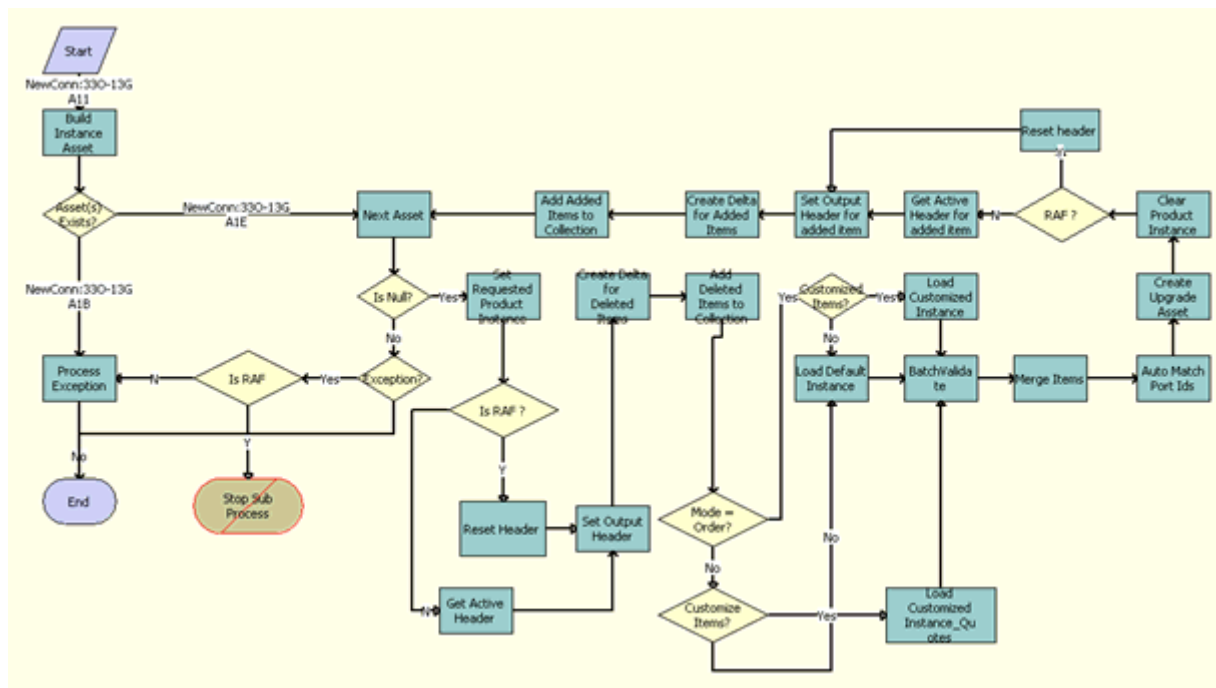 Start
NewConn:33O-13G
A11
Build
Instance
Asset
Asset(s)
Exists?
NewConn:33O-13G
A1E
NewConn:33O-13G
A1B
Next Asset
Add Added
Items to
Collection
Create Delta
for Added
Items
Set Output
Header for
added item
Get Active
Header for
added item
N
RAF ?
Reset header
Clear
Product
Instance
Is Null?
Yes
Set
Requested
Product
Instance
Create Delta
for
Deleted
Items
Add
Deleted
Items to
Collection
Yes
Customized
Items?
Yes
Load
Customized
Instance
Create
Upgrade
Asset
No
No
Process
Exception
N
Is RAF
Yes
Exception?
Load Default
Instance
BatchValida
te
Merge Items
Auto Match
Port Ids
Is RAF ?
No
Y
Y
End
Stop Sub
Process
Reset Header
Set Output
Header
Mode =
Order?
No
No
N
Get Active
Header
Customize
Items?
Yes
Load
Customized
Instance_Qu
otes